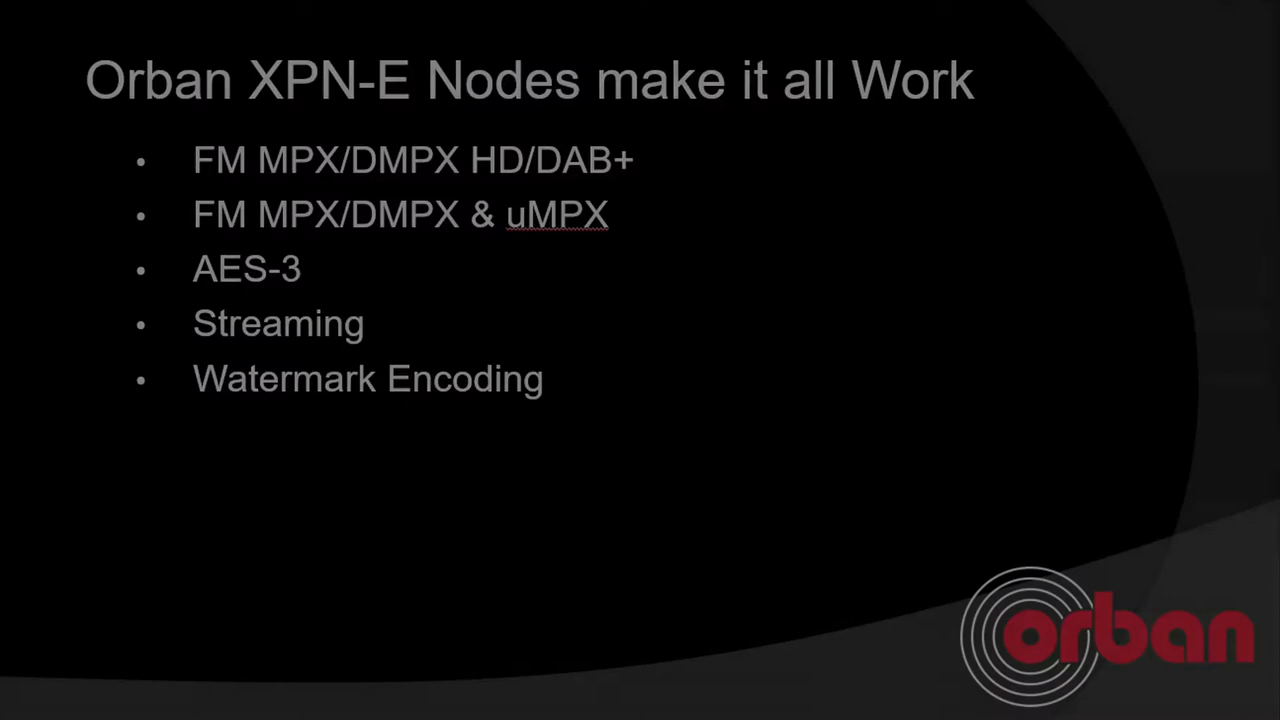 Orban XPN-E Nodes make it all Work
• FM MPX/DMPX HD/DAB+
• FM MPX/DMPX & uMPX
• AES-3
• Streaming
• Watermark Encoding
orban